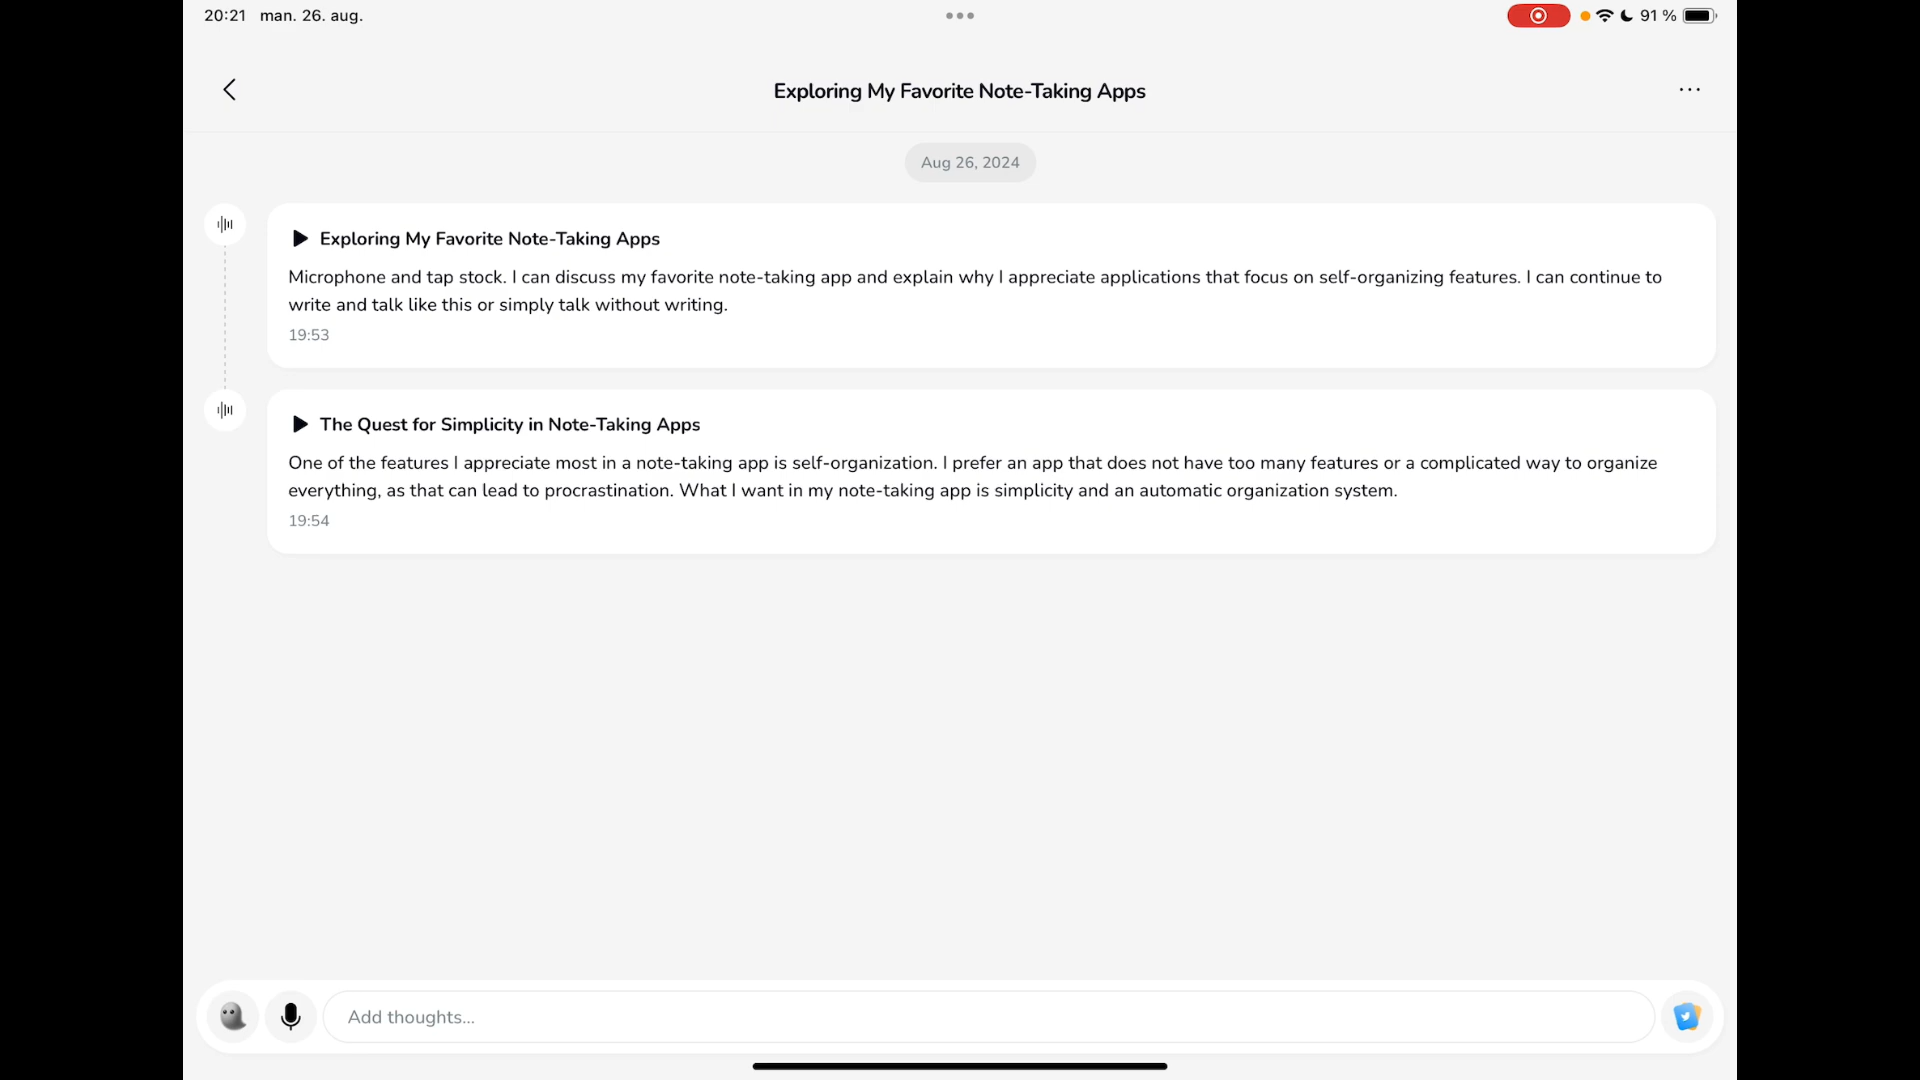 20:21 man. 26. aug.
91 %
Exploring My Favorite Note-Taking Apps
Aug 26, 2024
Exploring My Favorite Note-Taking Apps
Microphone and tap stock. I can discuss my favorite note-taking app and explain why I appreciate applications that focus on self-organizing features. I can continue to
write and talk like this or simply talk without writing.
19:53
The Quest for Simplicity in Note-Taking Apps
One of the features I appreciate most in a note-taking app is self-organization. I prefer an app that does not have too many features or a complicated way to organize
everything, as that can lead to procrastination. What I want in my note-taking app is simplicity and an automatic organization system.
19:54
Add thoughts...